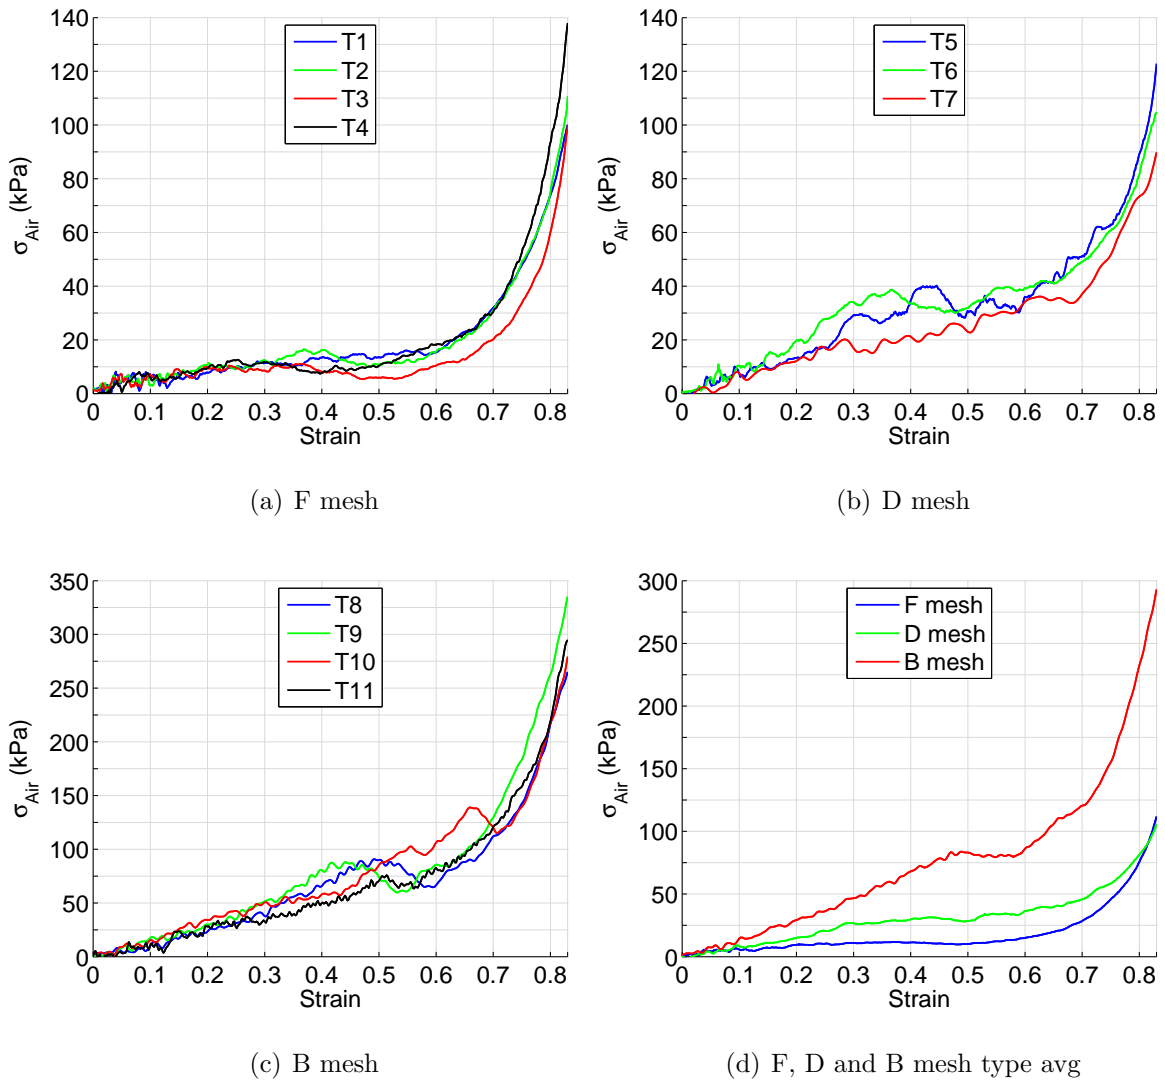 140
120
100
80
60
40
20
0
σAir (kPa)
T1
T2
T3
T4
0 0.1 0.2 0.3 0.4 0.5 0.6 0.7 0.8
Strain
(a) F mesh
140
120
100
80
60
40
20
0
σAir (kPa)
T5
T6
T7
0 0.1 0.2 0.3 0.4 0.5 0.6 0.7 0.8
Strain
(b) D mesh
350
300
250
200
150
100
50
0
σAir (kPa)
T8
T9
T10
T11
0 0.1 0.2 0.3 0.4 0.5 0.6 0.7 0.8
Strain
(c) B mesh
300
250
200
150
100
50
0
σAir (kPa)
F mesh
D mesh
B mesh
0 0.1 0.2 0.3 0.4 0.5 0.6 0.7 0.8
Strain
(d) F, D and B mesh type avg